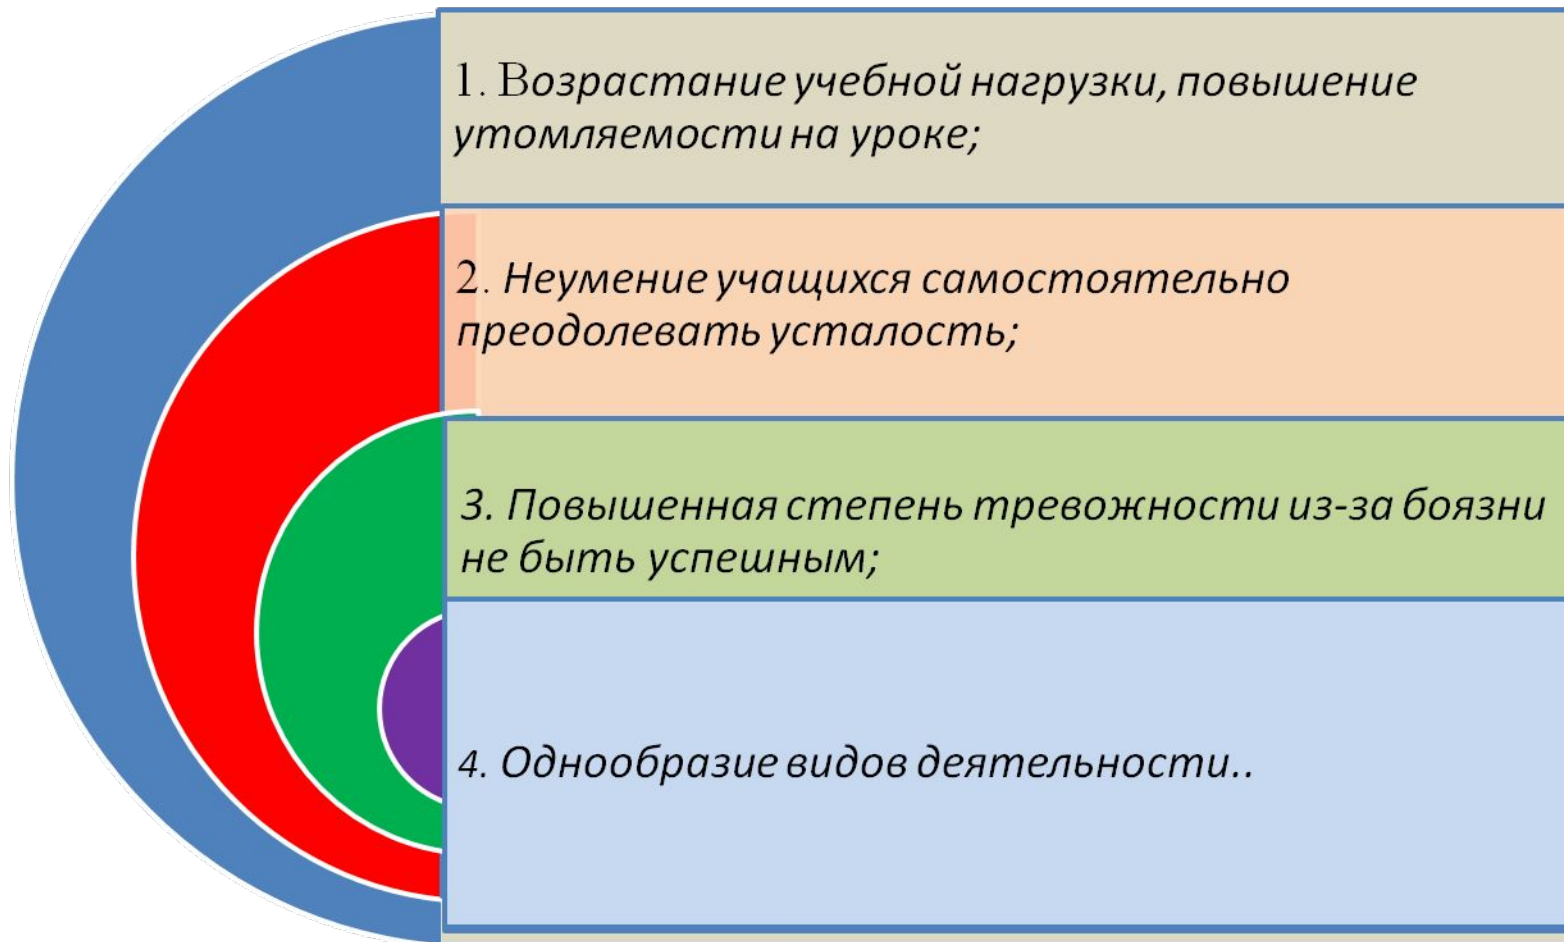 1. Возрастание учебной нагрузки, повышение
утомляемости на уроке;
2. Неумение учащихся самостоятельно
преодолевать усталость;
3. Повышенная степень тревожности из-за боязни
не быть успешным;
4. Однообразие видов деятельности..